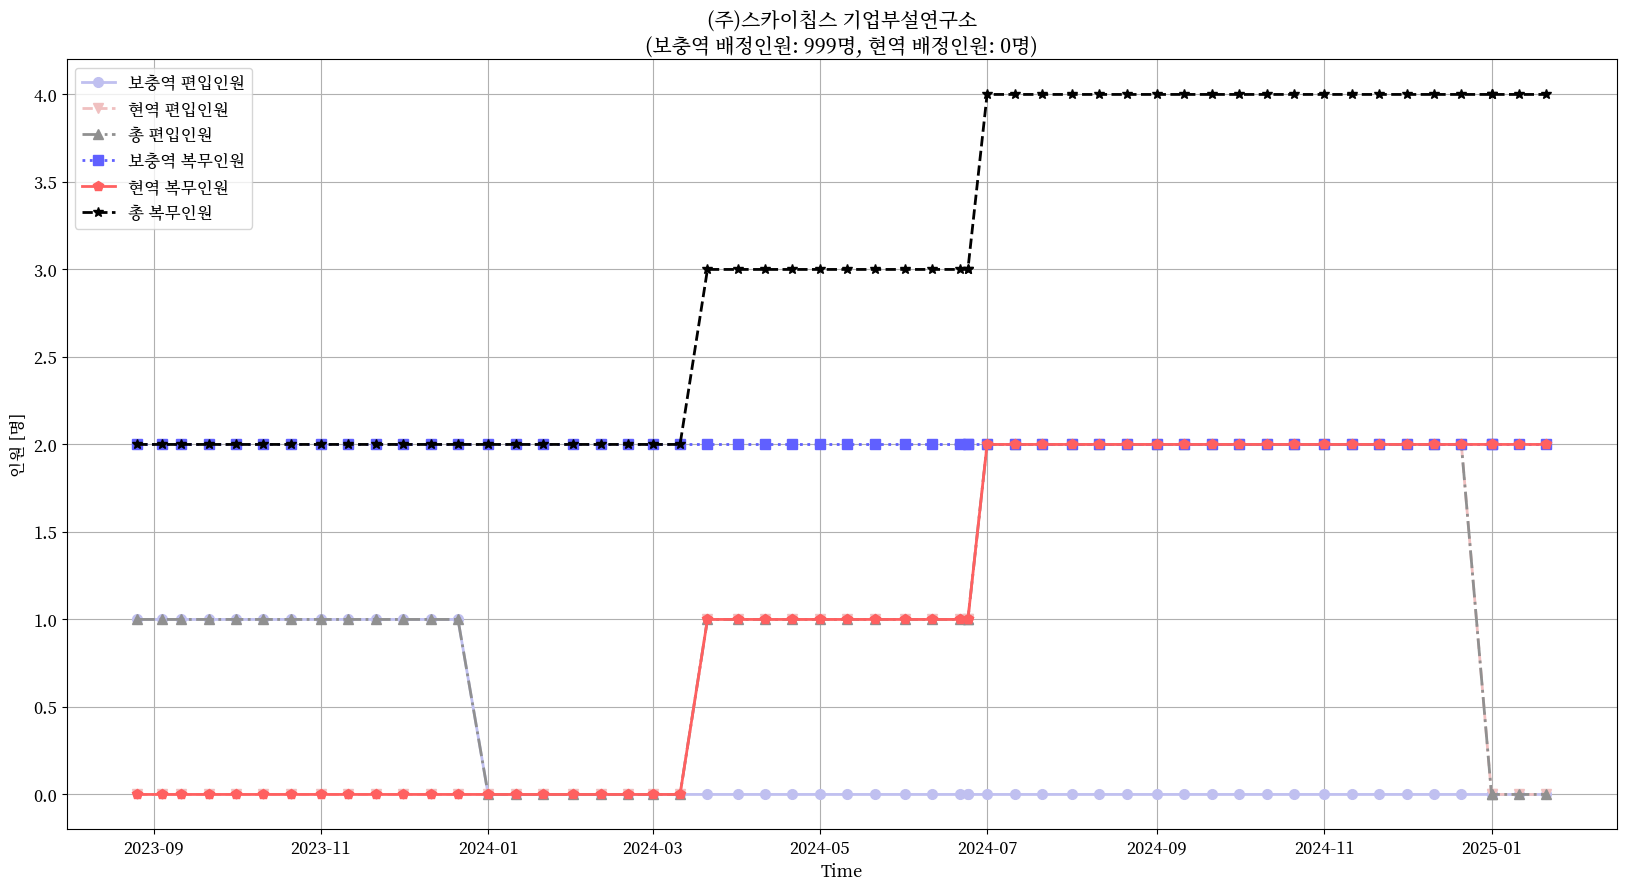 (주)스카이칩스 기업부설연구소
(보충역 배정인원: 999명, 현역 배정인원: 0명)
보충역 편입인원
현역 편입인원
총 편입인원
보충역 복무인원
현역 복무인원
총 복무인원
4.0
3.5
3.0
2.5
2.0
1.5
1.0
0.5
0.0
인원 [명]
2023-09 2023-11 2024-01 2024-03 2024-05 2024-07 2024-09 2024-11 2025-01
Time